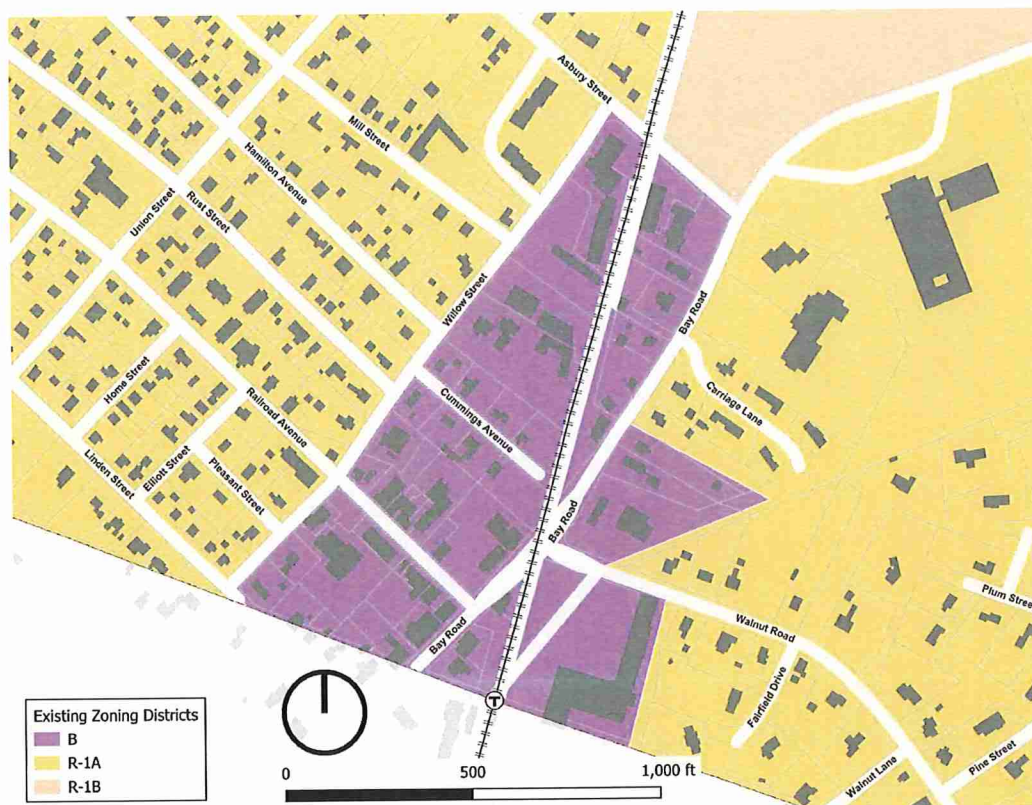 Asbury Street
Mill Street
Hamilton Avenue
Union Street
Rust Street
Willow Street
Bay Road
Home Street
Cummings Avenue
Carriage Lane
Railroad Avenue
Linden Street
Elliott Street
Pleasant Street
Bay Road
Plum Street
Walnut Road
Bay Road
Fairfield Drive
T
Pine Street
Walnut Lane
Existing Zoning Districts
B
R-1A
R-1B
0 500 1,000 ft